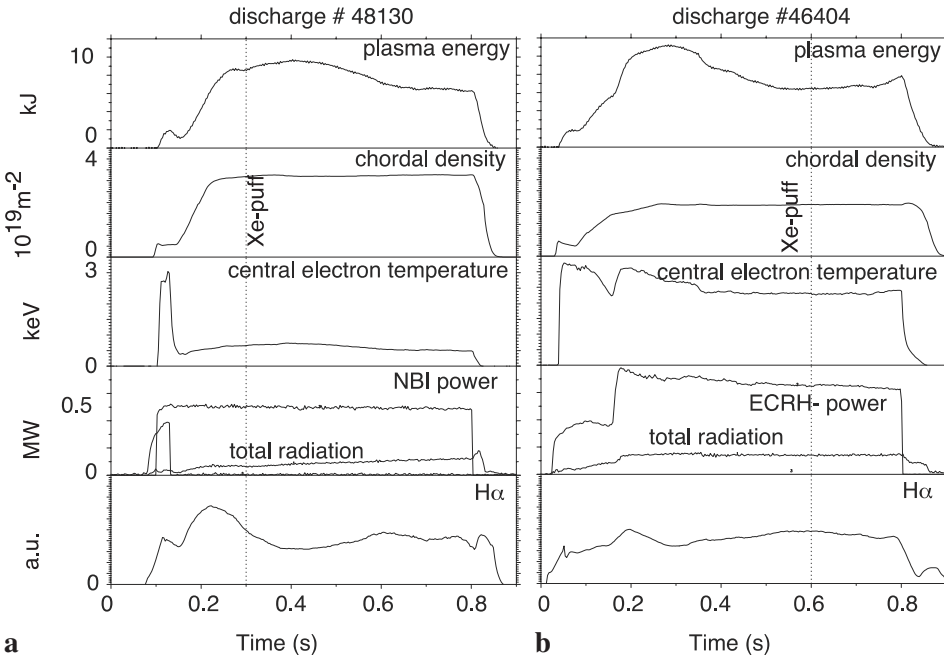 discharge # 48130
plasma energy
10
kJ
0
chordal density
4
10^19m-2
Xe-puff
0
central electron temperature
3
keV
0
NBI power
0.5
MW
total radiation
0
Hα
a.u.
0
0 0.2 0.4 0.6 0.8
a
Time (s)
discharge #46404
plasma energy
chordal density
Xe-puff
central electron temperature
ECRH- power
total radiation
Hα
0 0.2 0.4 0.6 0.8
b
Time (s)